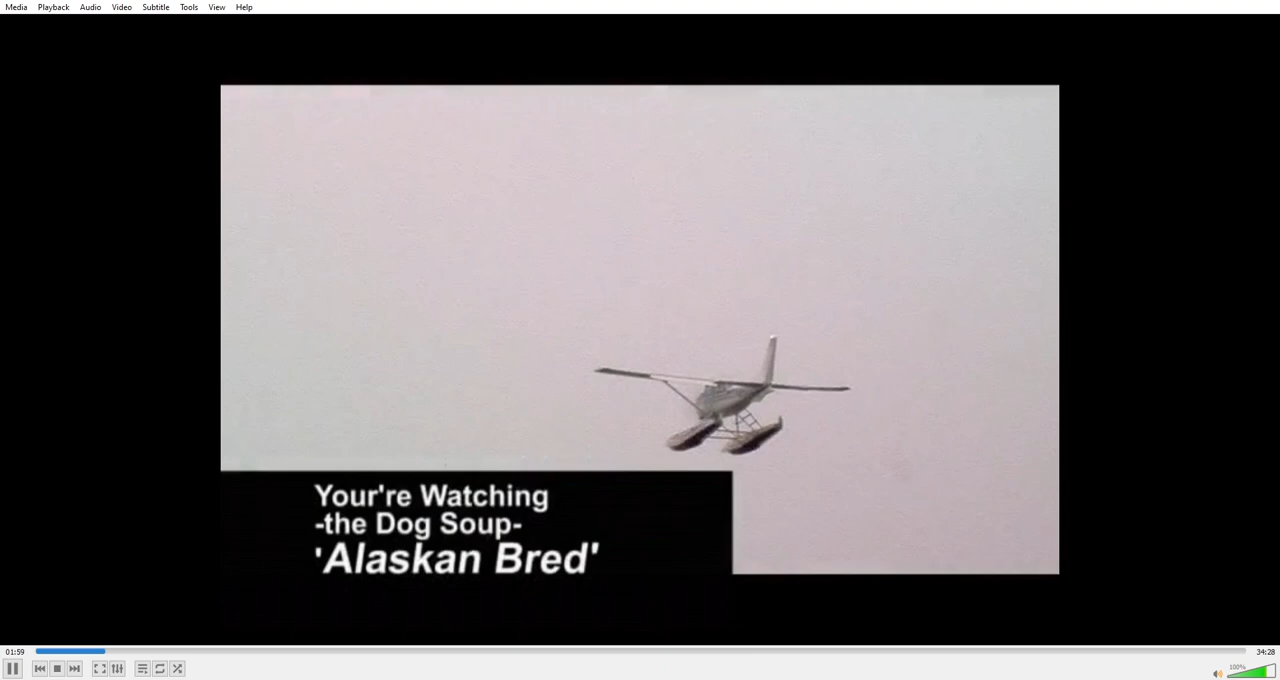 Media Playback Audio Video Subtitle Tools View Help
Your're Watching
-the Dog Soup-
'Alaskan Bred'
01:59 34:28
100%